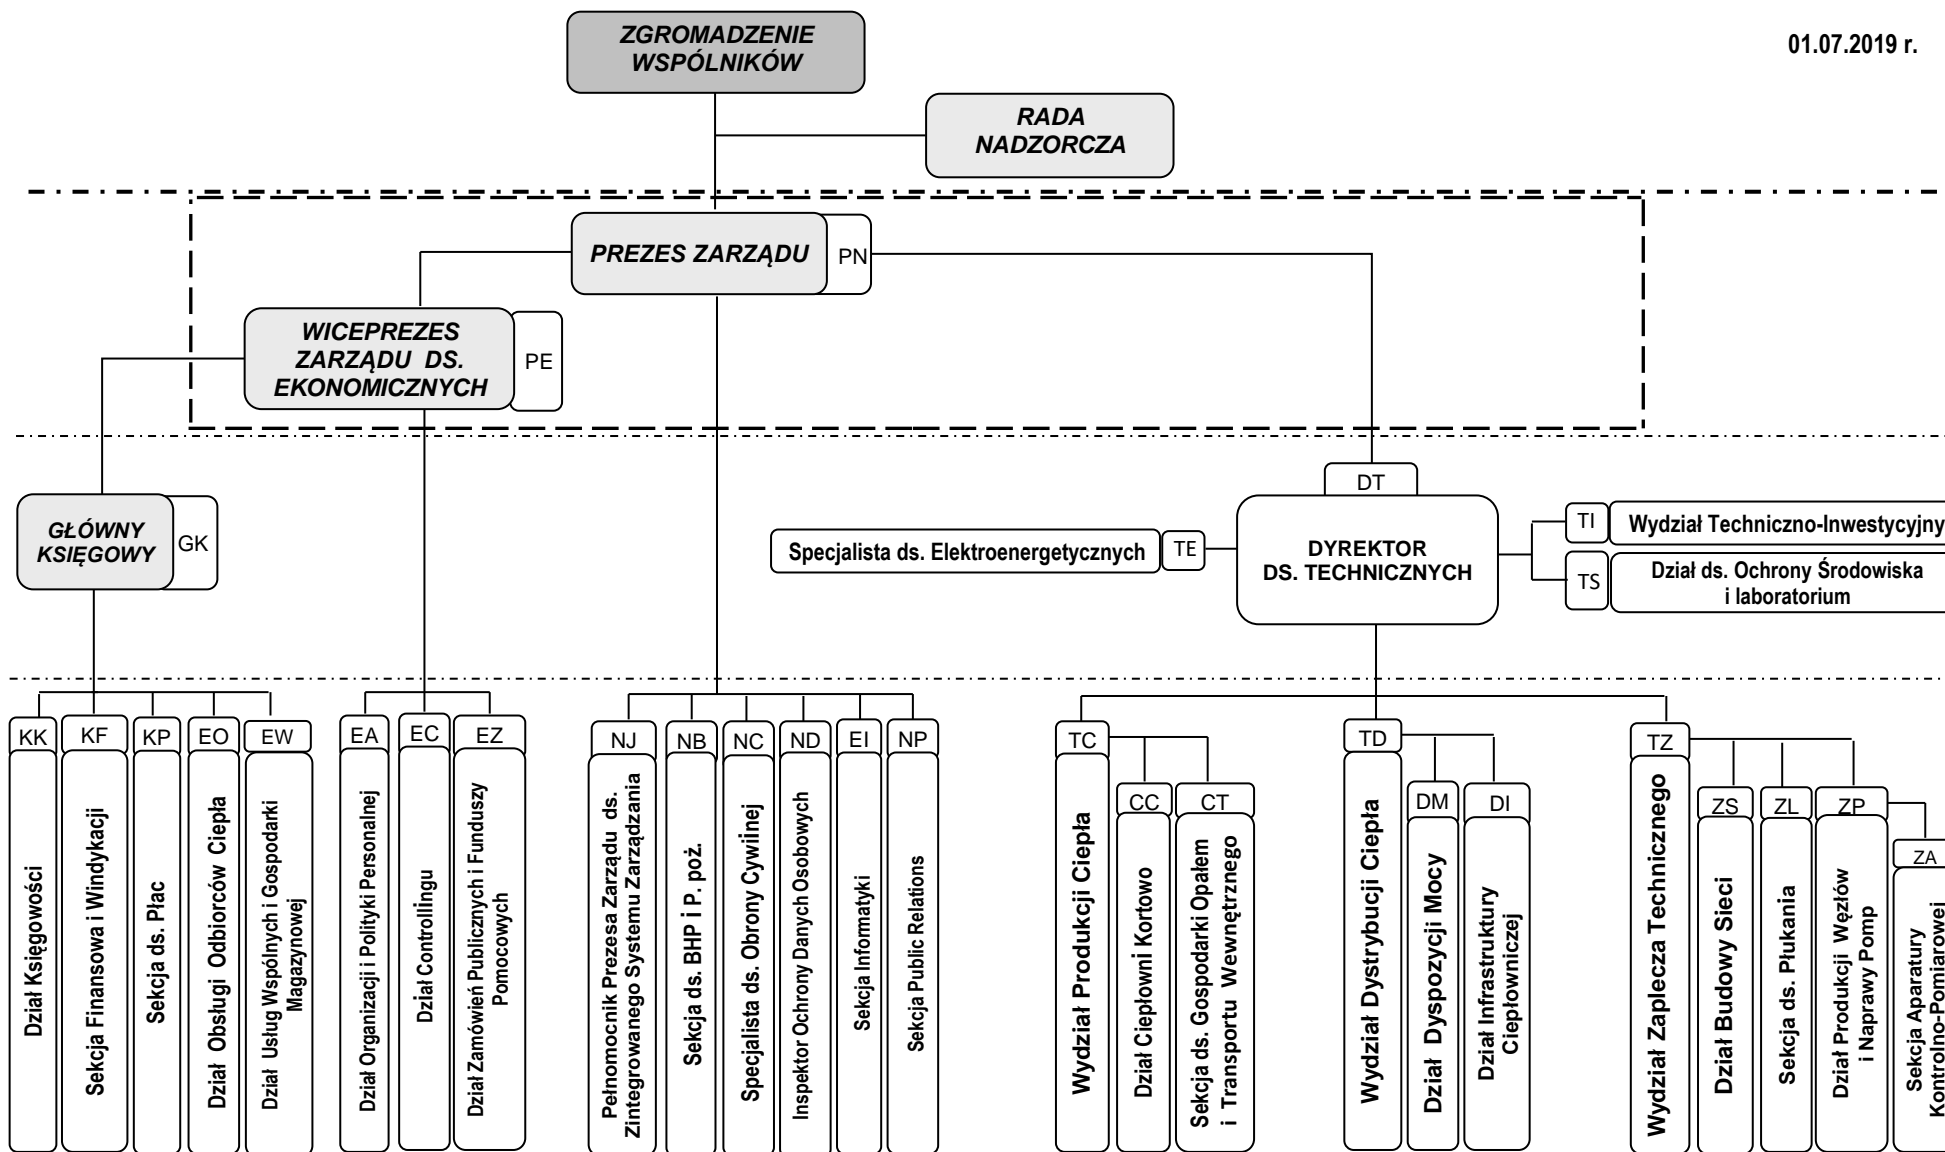 ZGROMADZENIE
WSPÓLNIKÓW
01.07.2019 r.
RADA
NADZORCZA
PREZES ZARZĄDU
PN
WICEPREZES
ZARZĄDU DS.
EKONOMICZNYCH
PE
GŁÓWNY
KSIĘGOWY
GK
DT
DYREKTOR
DS. TECHNICZNYCH
Specjalista ds. Elektroenergetycznych
TE
TI
Wydział Techniczno-Inwestycyjny
TS
Dział ds. Ochrony Środowiska
i laboratorium
KK
Dział Księgowości
KF
Sekcja Finansowa i Windykacji
KP
Sekcja ds. Płac
EO
Dział Obsługi Odbiorców Ciepła
EW
Dział Usług Wspólnych i Gospodarki
Magazynowej
EA
Dział Organizacji i Polityki Personalnej
EC
Dział Controllingu
EZ
Dział Zamówień Publicznych i Funduszy
Pomocowych
NJ
Pełnomocnik Prezesa Zarządu ds.
Zintegrowanego Systemu Zarządzania
NB
Sekcja ds. BHP i P. poż.
NC
Specjalista ds. Obrony Cywilnej
ND
Inspektor Ochrony Danych Osobowych
EI
Sekcja Informatyki
NP
Sekcja Public Relations
TC
Wydział Produkcji Ciepła
CC
Dział Ciepłowni Kortowo
CT
Sekcja ds. Gospodarki Opałem
i Transportu Wewnętrznego
TD
Wydział Dystrybucji Ciepła
DM
Dział Dyspozycji Mocy
DI
Dział Infrastruktury
Ciepłowniczej
TZ
Wydział Zaplecza Technicznego
ZS
Dział Budowy Sieci
ZL
Sekcja ds. Płukania
ZP
Dział Produkcji Węzłów
i Naprawy Pomp
ZA
Sekcja Aparatury
Kontrolno-Pomiarowej